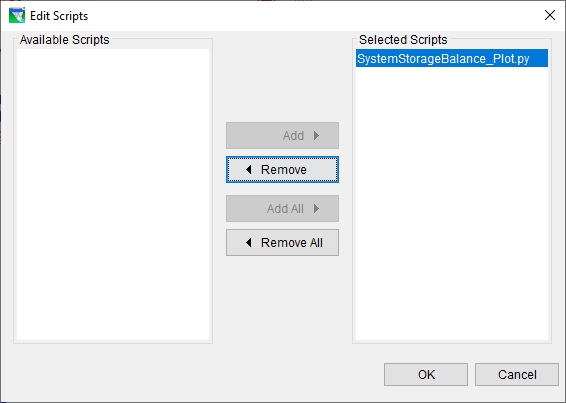 Edit Scripts
Available Scripts
Selected Scripts
SystemStorageBalance_Plot.py
Add
Remove
Add All
Remove All
OK
Cancel